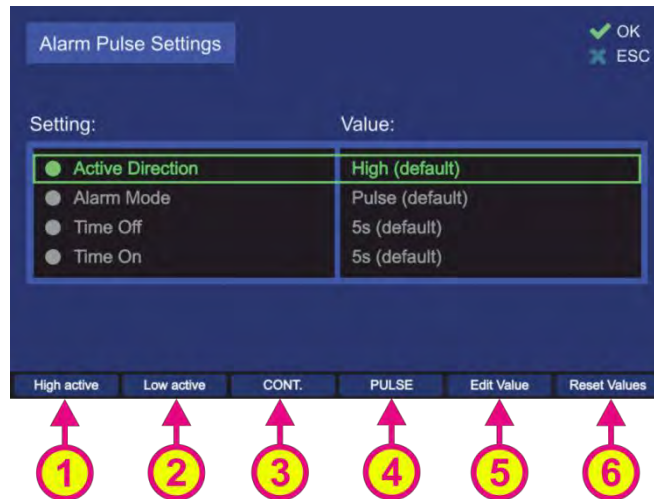 Alarm Pulse Settings
OK
ESC
Setting: Value:
Active Direction High (default)
Alarm Mode Pulse (default)
Time Off 5s (default)
Time On 5s (default)
High active Low active CONT. PULSE Edit Value Reset Values
1 2 3 4 5 6